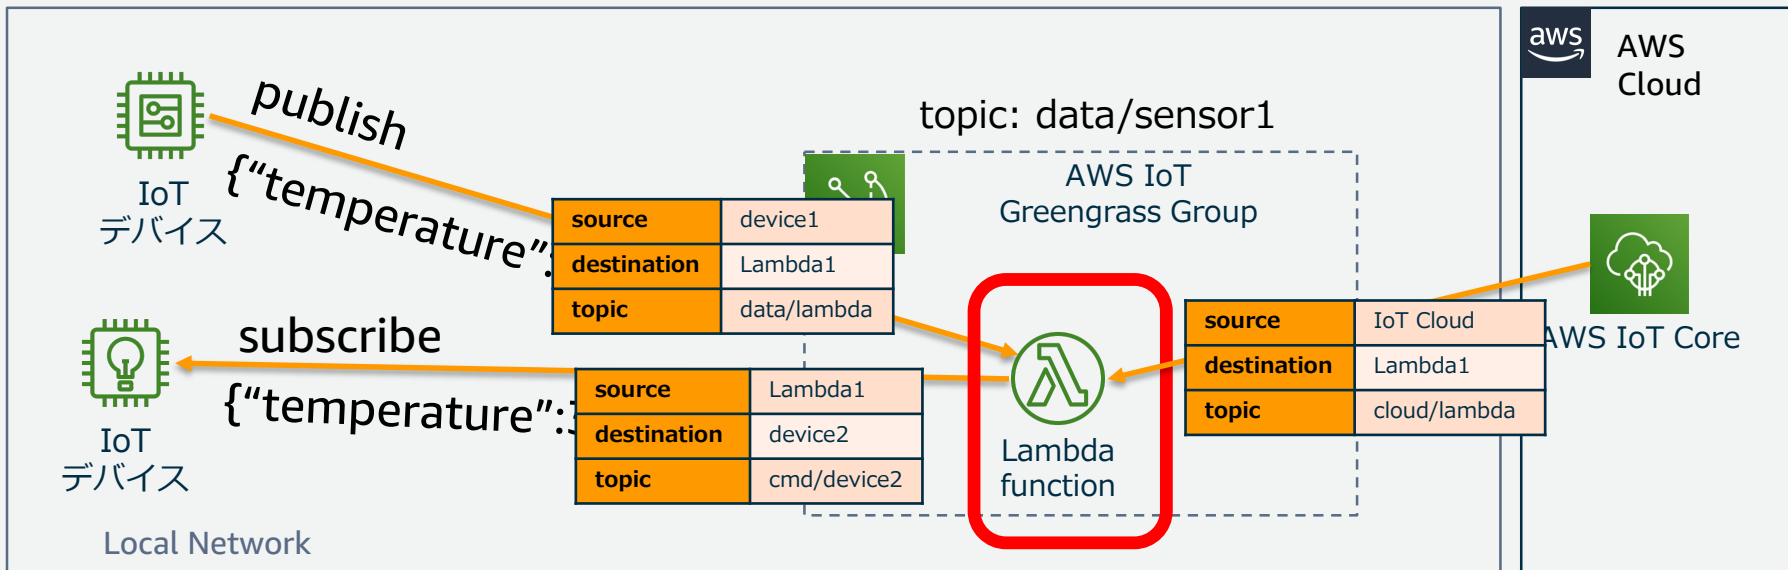 aws
AWS
Cloud
publish
{“temperature”:
topic: data/sensor1
AWS IoT
Greengrass Group
IoT
デバイス
source device1
destination Lambda1
topic data/lambda
subscribe
{“temperature”:3
source Lambda1
destination device2
topic cmd/device2
Lambda
function
source IoT Cloud
destination Lambda1
topic cloud/lambda
AWS IoT Core
IoT
デバイス
Local Network